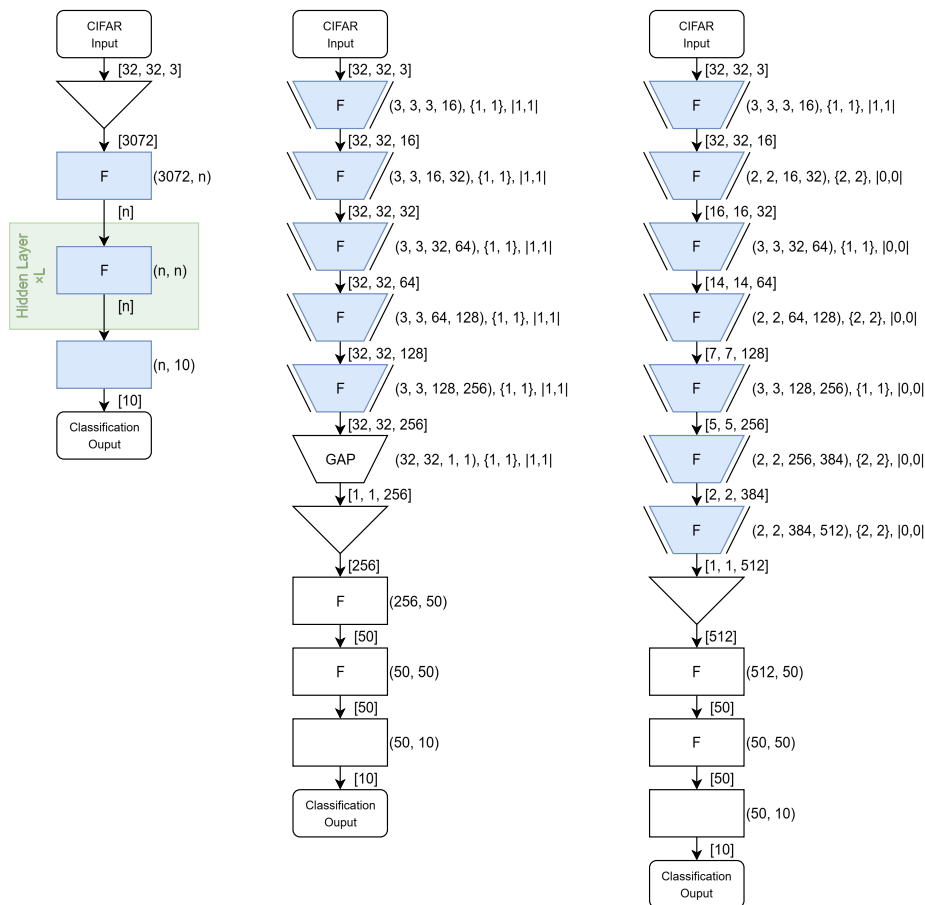 CIFAR
Input
[32, 32, 3]
[3072]
F
(3072, n)
[n]
Hidden Layer
×L
F
(n, n)
[n]
(n, 10)
[10]
Classification
Ouput
CIFAR
Input
[32, 32, 3]
F
(3, 3, 3, 16), {1, 1}, |1,1|
[32, 32, 16]
F
(3, 3, 16, 32), {1, 1}, |1,1|
[32, 32, 32]
F
(3, 3, 32, 64), {1, 1}, |1,1|
[32, 32, 64]
F
(3, 3, 64, 128), {1, 1}, |1,1|
[32, 32, 128]
F
(3, 3, 128, 256), {1, 1}, |1,1|
[32, 32, 256]
GAP
(32, 32, 1, 1), {1, 1}, |1,1|
[1, 1, 256]
[256]
F
(256, 50)
[50]
F
(50, 50)
[50]
(50, 10)
[10]
Classification
Ouput
CIFAR
Input
[32, 32, 3]
F
(3, 3, 3, 16), {1, 1}, |1,1|
[32, 32, 16]
F
(2, 2, 16, 32), {2, 2}, |0,0|
[16, 16, 32]
F
(3, 3, 32, 64), {1, 1}, |0,0|
[14, 14, 64]
F
(2, 2, 64, 128), {2, 2}, |0,0|
[7, 7, 128]
F
(3, 3, 128, 256), {1, 1}, |0,0|
[5, 5, 256]
F
(2, 2, 256, 384), {2, 2}, |0,0|
[2, 2, 384]
F
(2, 2, 384, 512), {2, 2}, |0,0|
[1, 1, 512]
[512]
F
(512, 50)
[50]
F
(50, 50)
[50]
(50, 10)
[10]
Classification
Ouput